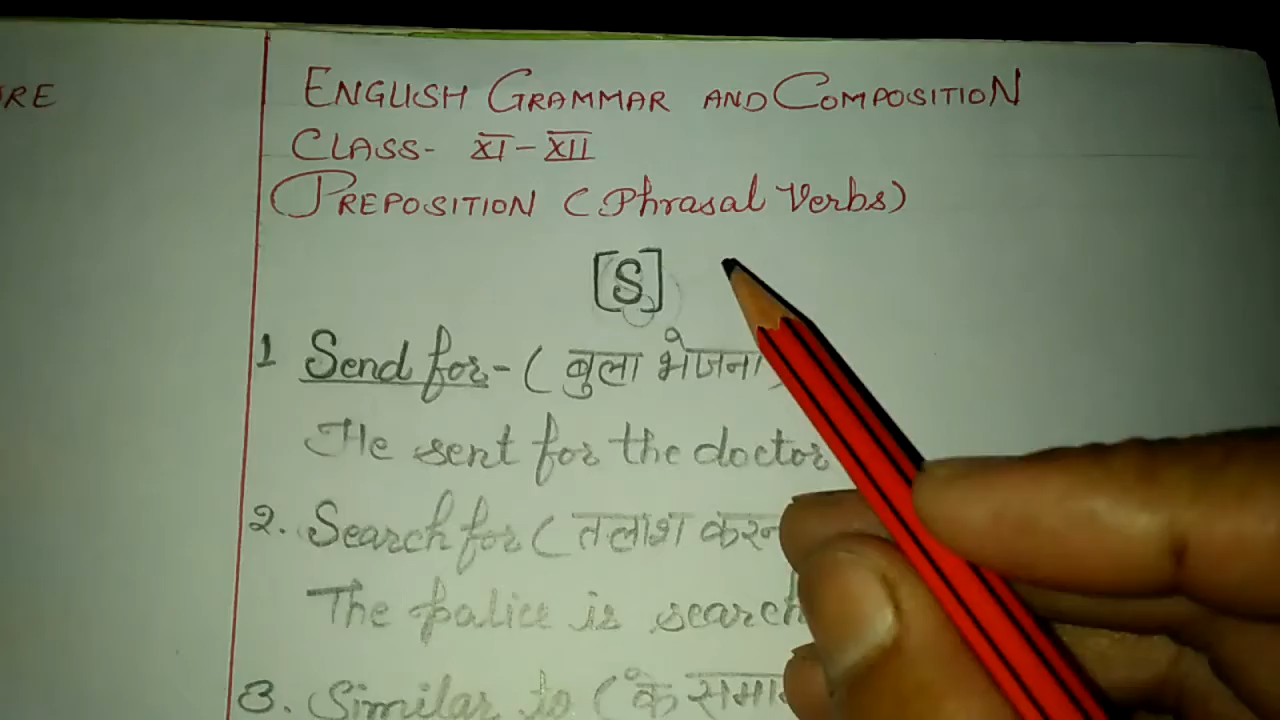 RE
ENGLISH GRAMMAR AND COMPOSITION
CLASS- XI-XII
PREPOSITION (Phrasal Verbs)
[S]
1 Send for-( बुला भेजना)
He sent for the doctor
2. Search for ( तलाश
The police is search
3. Similar to ( के